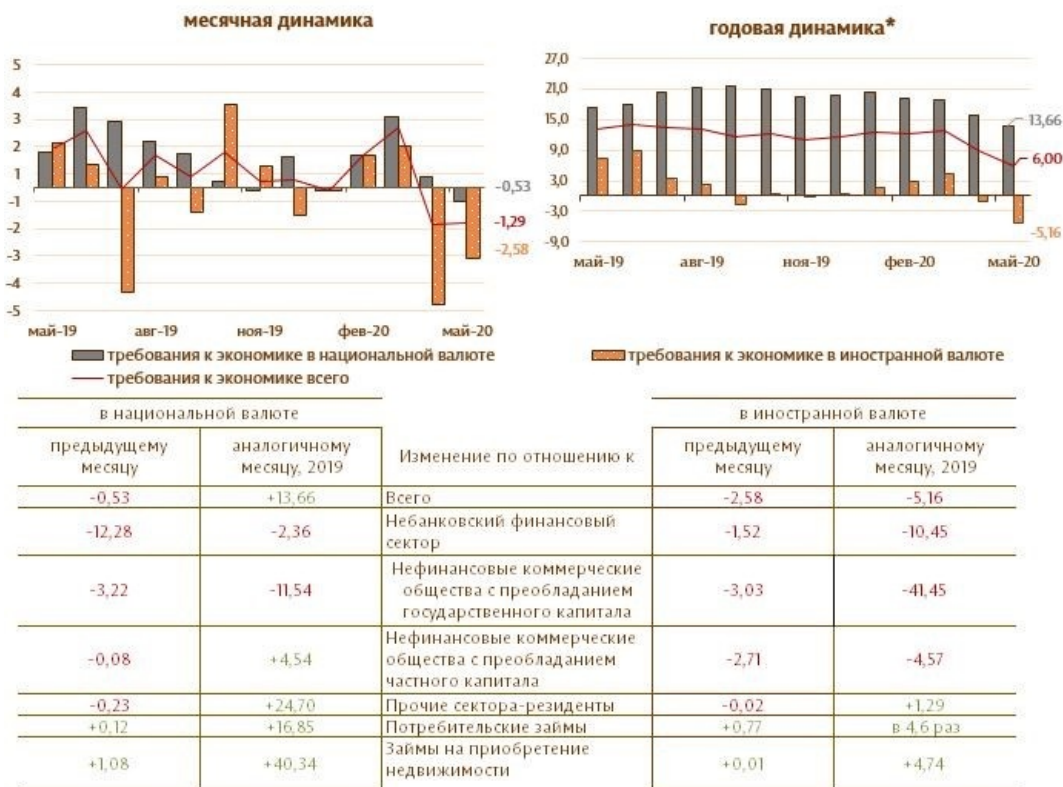 месячная динамика
5
4
3
2
1
-1
-2
-3
-4
-5
-0,53
-1,29
-2,58
май-19 авг-19 ноя-19 фев-20 май-20
годовая динамика*
27,0
21,0
15,0
9,0
3,0
-3,0
-9,0
13,66
6,00
-5,16
май-19 авг-19 ноя-19 фев-20 май-20
требования к экономике в национальной валюте
требования к экономике в иностранной валюте
требования к экономике всего
в национальной валюте
в иностранной валюте
предыдущему
месяцу
аналогичному
месяцу, 2019
Изменение по отношению к
предыдущему
месяцу
аналогичному
месяцу, 2019
-0,53 +13,66 Всего -2,58 -5,16
-12,28 -2,36 Небанковский финансовый
сектор -1,52 -10,45
Нефинансовые коммерческие
-3,22 -11,54 общества с преобладанием -3,03 -41,45
государственного капитала
Нефинансовые коммерческие
-0,08 +4,54 общества с преобладанием -2,71 -4,57
частного капитала
-0,23 +24,70 Прочие сектора-резиденты -0,02 +1,29
+0,12 +16,85 Потребительские займы +0,77 в 4,6 раз
+1,08 +40,34 Займы на приобретение
недвижимости +0,01 +4,74